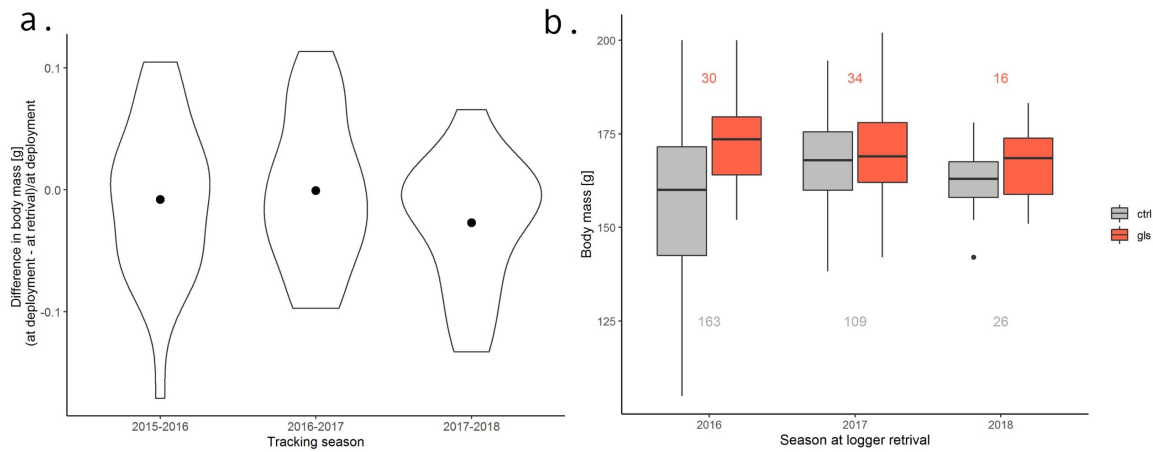 a.
0.1
0.0
-0.1
Difference in body mass [g]
(at deployment - at retrival)/at deployment
2015-2016
2016-2017
2017-2018
Tracking season
b.
200
175
150
125
Body mass [g]
30
34
16
163
109
26
2016
2017
2018
Season at logger retrival
ctrl
gls